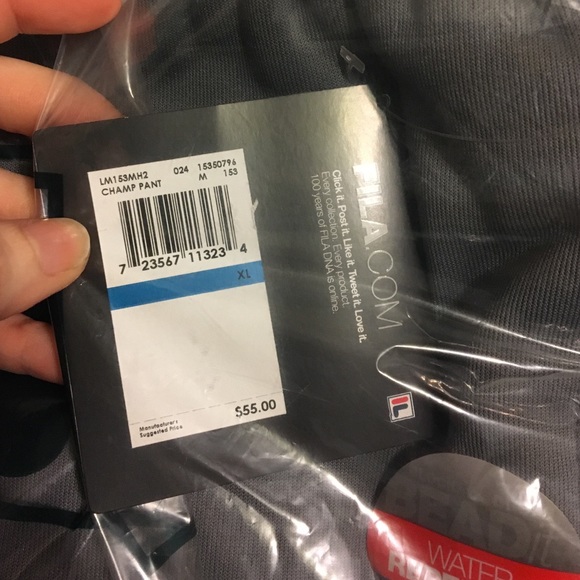 LM153MH2 024 15350796
CHAMP PANT M 153
7 23567 11323 4
XL
Manufacturer's
Suggested Price
$55.00
FILA.COM
Click it. Post it. Like it. Tweet it. Love it.
Every collection. Every product.
100 years of FILA DNA is online.
BEAD
WATER